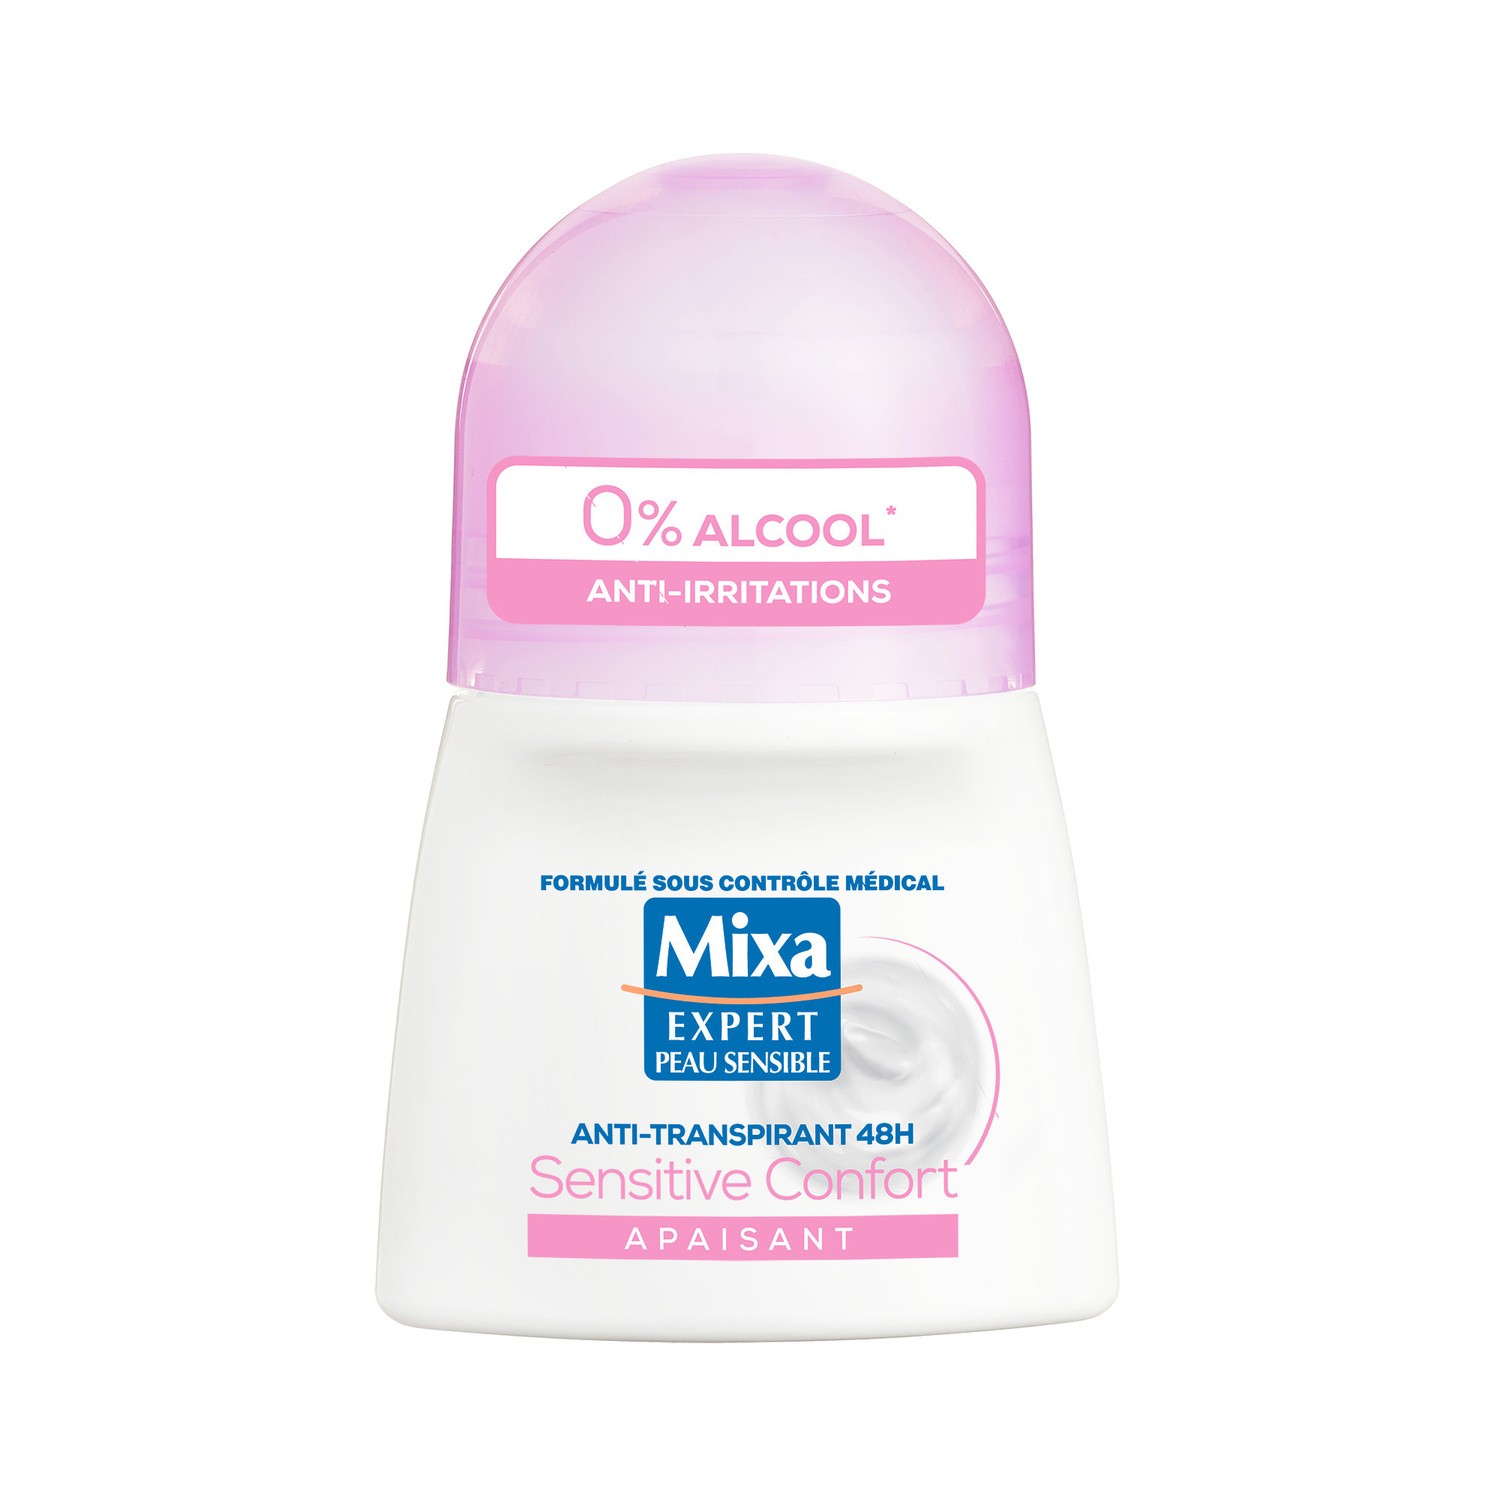 0% ALCOOL*
ANTI-IRRITATIONS
FORMULÉ SOUS CONTRÔLE MÉDICAL
Mixa
EXPERT
PEAU SENSIBLE
ANTI-TRANSPIRANT 48H
Sensitive Confort
APAISANT